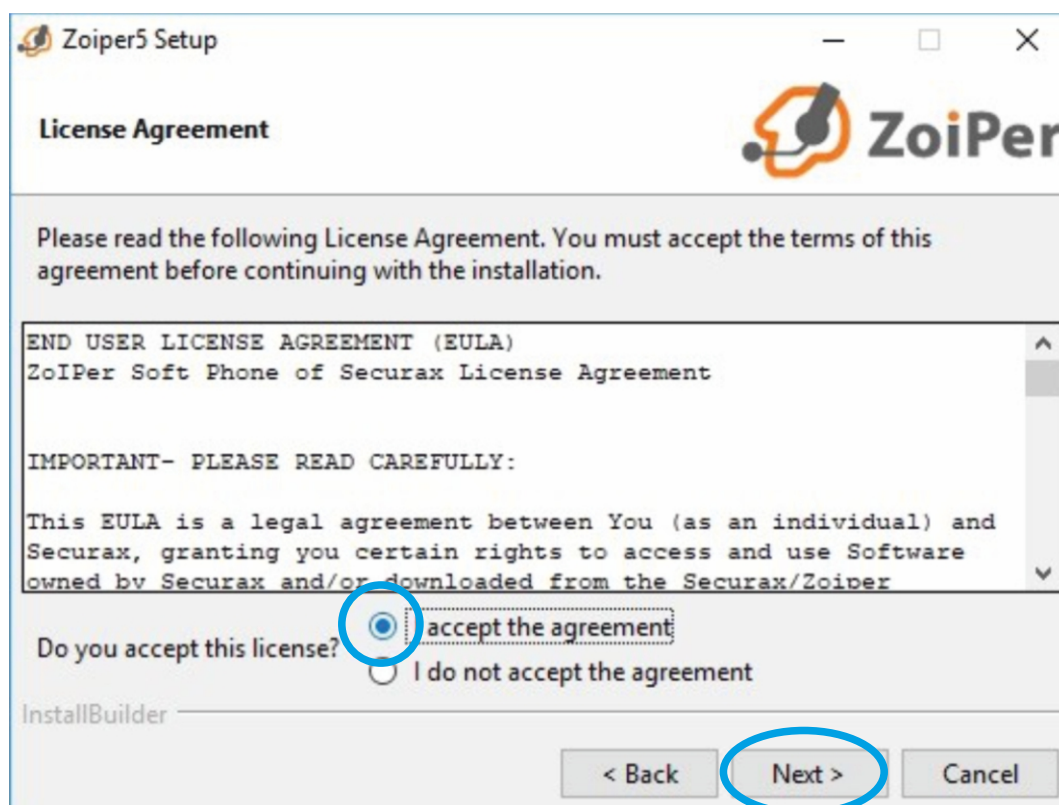 Zoiper5 Setup
License Agreement
ZoiPer
Please read the following License Agreement. You must accept the terms of this
agreement before continuing with the installation.
END USER LICENSE AGREEMENT (EULA)
ZoIPer Soft Phone of Securax License Agreement
IMPORTANT- PLEASE READ CAREFULLY:
This EULA is a legal agreement between You (as an individual) and
Securax, granting you certain rights to access and use Software
owned by Securax and/or downloaded from the Securax/Zoiper
Do you accept this license?
I accept the agreement
I do not accept the agreement
InstallBuilder
< Back
Next >
Cancel